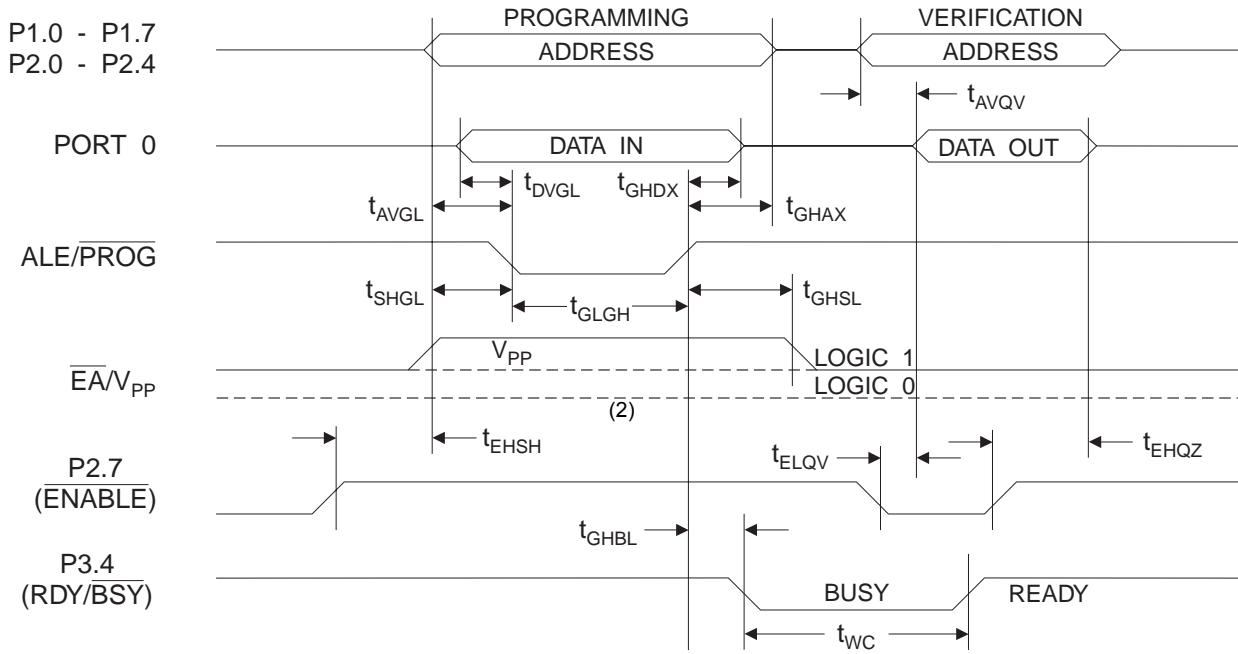 PROGRAMMING
VERIFICATION
P1.0 - P1.7
P2.0 - P2.4
ADDRESS
ADDRESS
tAVQV
PORT 0
DATA IN
DATA OUT
tDVGL
tGHDX
tAVGL
tGHAX
ALE/PROG
tSHGL
tGLGH
tGHSL
VPP
LOGIC 1
EA/VPP
LOGIC 0
(2)
tEHSH
tELQV
tEHQZ
P2.7
(ENABLE)
tGHBL
P3.4
(RDY/BSY)
BUSY
READY
tWC